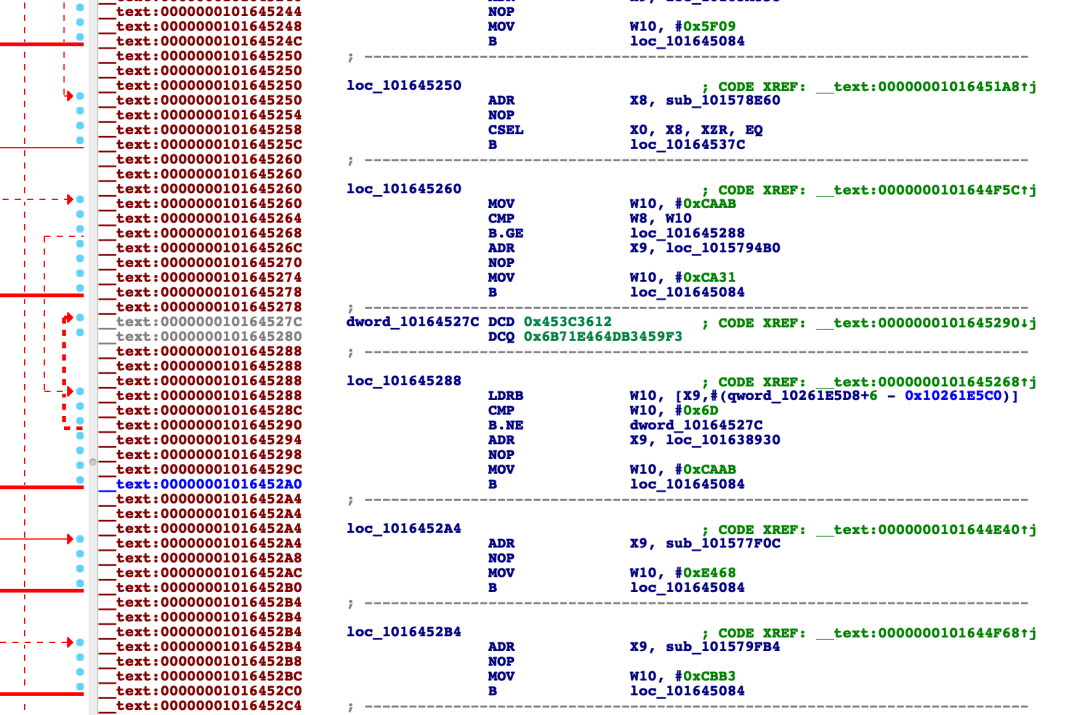 __text:0000000101645244 NOP
__text:0000000101645248 MOV W10, #0x5F09
__text:000000010164524C B loc_101645084
__text:0000000101645250 ; ---------------------------------------------------------------------------
__text:0000000101645250
__text:0000000101645250 loc_101645250 ; CODE XREF: __text:00000001016451A8↑j
__text:0000000101645250 ADR X8, sub_101578E60
__text:0000000101645254 NOP
__text:0000000101645258 CSEL X0, X8, XZR, EQ
__text:000000010164525C B loc_10164537C
__text:0000000101645260 ; ---------------------------------------------------------------------------
__text:0000000101645260
__text:0000000101645260 loc_101645260 ; CODE XREF: __text:0000000101644F5C↑j
__text:0000000101645260 MOV W10, #0xCAAB
__text:0000000101645264 CMP W8, W10
__text:0000000101645268 B.GE loc_101645288
__text:000000010164526C ADR X9, loc_1015794B0
__text:0000000101645270 NOP
__text:0000000101645274 MOV W10, #0xCA31
__text:0000000101645278 B loc_101645084
__text:0000000101645278 ; ---------------------------------------------------------------------------
__text:000000010164527C dword_10164527C DCD 0x453C3612 ; CODE XREF: __text:0000000101645290↓j
__text:0000000101645280 DCQ 0x6B71E464DB3459F3
__text:0000000101645288 ; ---------------------------------------------------------------------------
__text:0000000101645288
__text:0000000101645288 loc_101645288 ; CODE XREF: __text:0000000101645268↑j
__text:0000000101645288 LDRB W10, [X9,#(qword_10261E5D8+6 - 0x10261E5C0)]
__text:000000010164528C CMP W10, #0x6D
__text:0000000101645290 B.NE dword_10164527C
__text:0000000101645294 ADR X9, loc_101638930
__text:0000000101645298 NOP
__text:000000010164529C MOV W10, #0xCAAB
__text:00000001016452A0 B loc_101645084
__text:00000001016452A4 ; ---------------------------------------------------------------------------
__text:00000001016452A4
__text:00000001016452A4 loc_1016452A4 ; CODE XREF: __text:0000000101644E40↑j
__text:00000001016452A4 ADR X9, sub_101577F0C
__text:00000001016452A8 NOP
__text:00000001016452AC MOV W10, #0xE468
__text:00000001016452B0 B loc_101645084
__text:00000001016452B4 ; ---------------------------------------------------------------------------
__text:00000001016452B4
__text:00000001016452B4 loc_1016452B4 ; CODE XREF: __text:0000000101644F68↑j
__text:00000001016452B4 ADR X9, sub_101579FB4
__text:00000001016452B8 NOP
__text:00000001016452BC MOV W10, #0xCBB3
__text:00000001016452C0 B loc_101645084
__text:00000001016452C4 ; ---------------------------------------------------------------------------